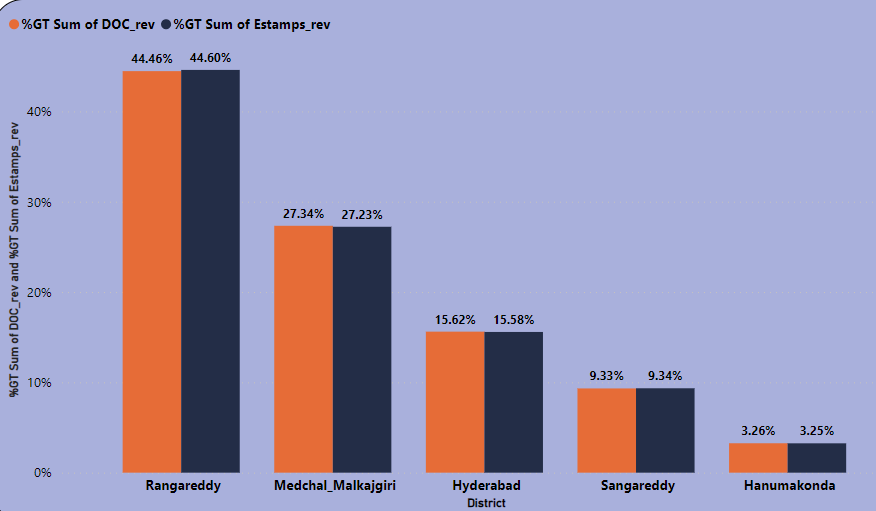 %GT Sum of DOC_rev %GT Sum of Estamps_rev
%GT Sum of DOC_rev and %GT Sum of Estamps_rev
40%
30%
20%
10%
0%
44.46% 44.60%
27.34% 27.23%
15.62% 15.58%
9.33% 9.34%
3.26% 3.25%
Rangareddy Medchal_Malkajgiri Hyderabad Sangareddy Hanumakonda
District